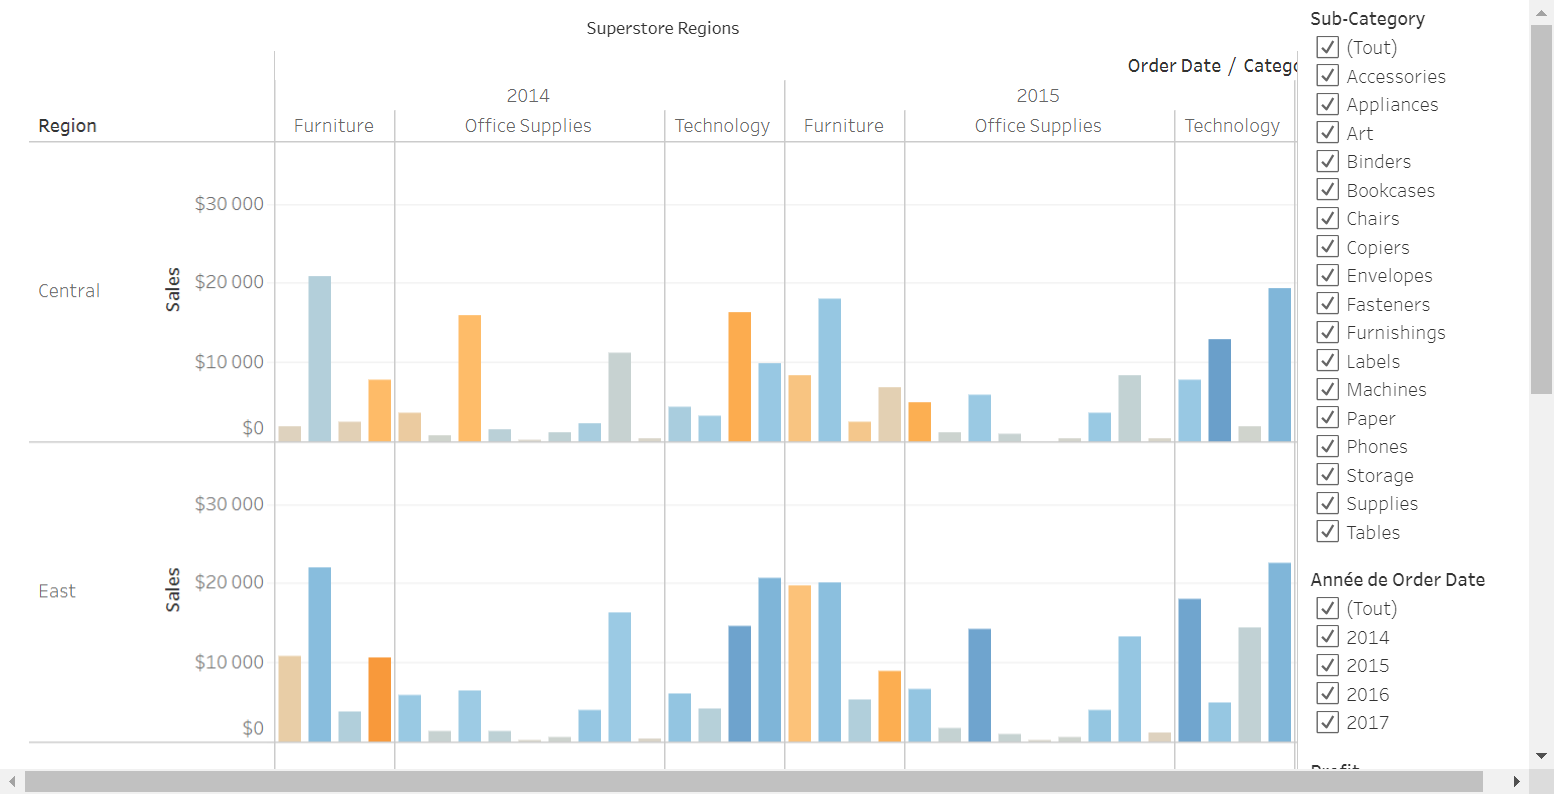 Superstore Regions
Order Date / Catego
2014 2015
Region Furniture Office Supplies Technology Furniture Office Supplies Technology
$30 000
$20 000
Central Sales
$10 000
$0
$30 000
$20 000
East Sales
$10 000
$0
Sub-Category
(Tout)
Accessories
Appliances
Art
Binders
Bookcases
Chairs
Copiers
Envelopes
Fasteners
Furnishings
Labels
Machines
Paper
Phones
Storage
Supplies
Tables
Année de Order Date
(Tout)
2014
2015
2016
2017